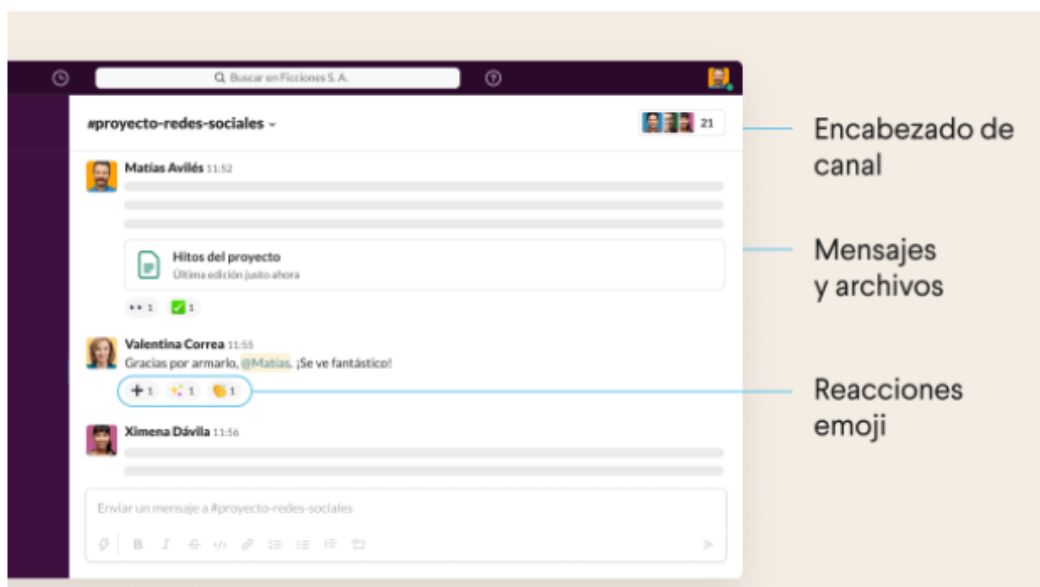 Buscar en Ficciones S. A.
#proyecto-redes-sociales
21
Encabezado de
canal
Matías Avilés 11:52
Hitos del proyecto
Última edición justo ahora
Mensajes
y archivos
1 1
Valentina Correa 11:55
Gracias por armarlo, @Matías. ¡Se ve fantástico!
1 1 1
Reacciones
emoji
Ximena Dávila 11:56
Enviar un mensaje a #proyecto-redes-sociales
B I